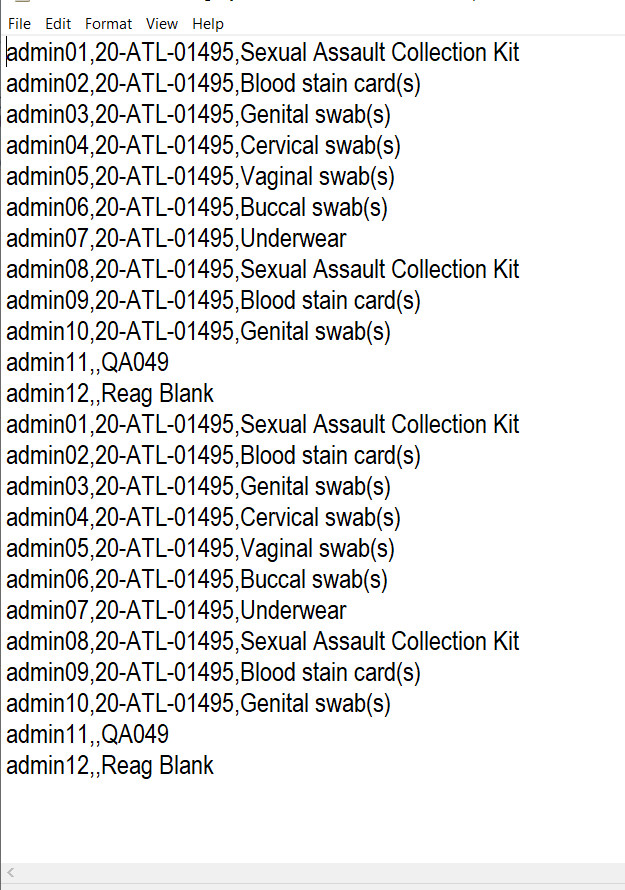 File Edit Format View Help
admin01,20-ATL-01495,Sexual Assault Collection Kit
admin02,20-ATL-01495,Blood stain card(s)
admin03,20-ATL-01495,Genital swab(s)
admin04,20-ATL-01495,Cervical swab(s)
admin05,20-ATL-01495,Vaginal swab(s)
admin06,20-ATL-01495,Buccal swab(s)
admin07,20-ATL-01495,Underwear
admin08,20-ATL-01495,Sexual Assault Collection Kit
admin09,20-ATL-01495,Blood stain card(s)
admin10,20-ATL-01495,Genital swab(s)
admin11,,QA049
admin12,,Reag Blank
admin01,20-ATL-01495,Sexual Assault Collection Kit
admin02,20-ATL-01495,Blood stain card(s)
admin03,20-ATL-01495,Genital swab(s)
admin04,20-ATL-01495,Cervical swab(s)
admin05,20-ATL-01495,Vaginal swab(s)
admin06,20-ATL-01495,Buccal swab(s)
admin07,20-ATL-01495,Underwear
admin08,20-ATL-01495,Sexual Assault Collection Kit
admin09,20-ATL-01495,Blood stain card(s)
admin10,20-ATL-01495,Genital swab(s)
admin11,,QA049
admin12,,Reag Blank